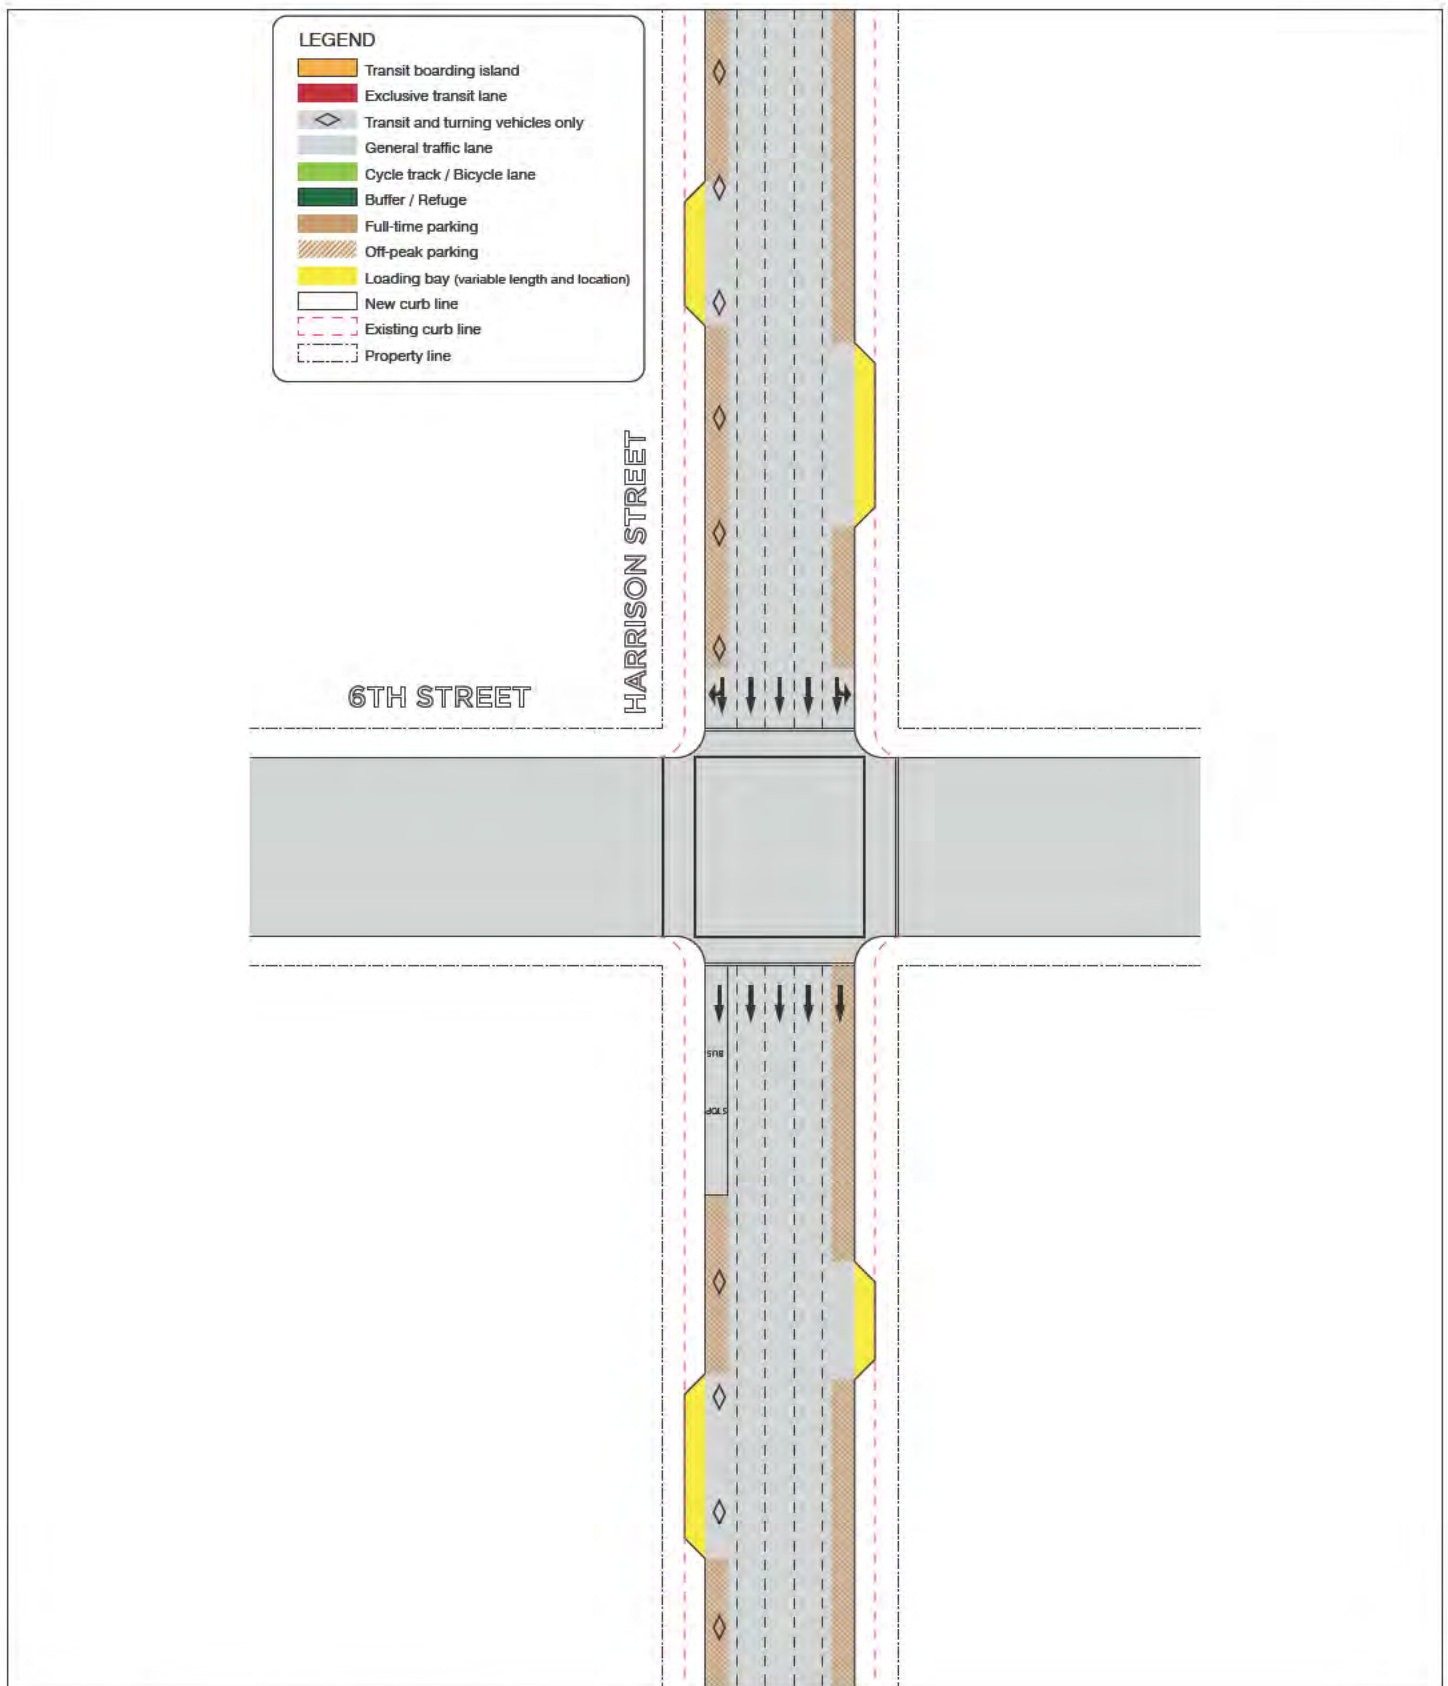 LEGEND
Transit boarding island
Exclusive transit lane
Transit and turning vehicles only
General traffic lane
Cycle track / Bicycle lane
Buffer / Refuge
Full-time parking
Off-peak parking
Loading bay (variable length and location)
New curb line
Existing curb line
Property line
HARRISON STREET
6TH STREET
BUS
STOP